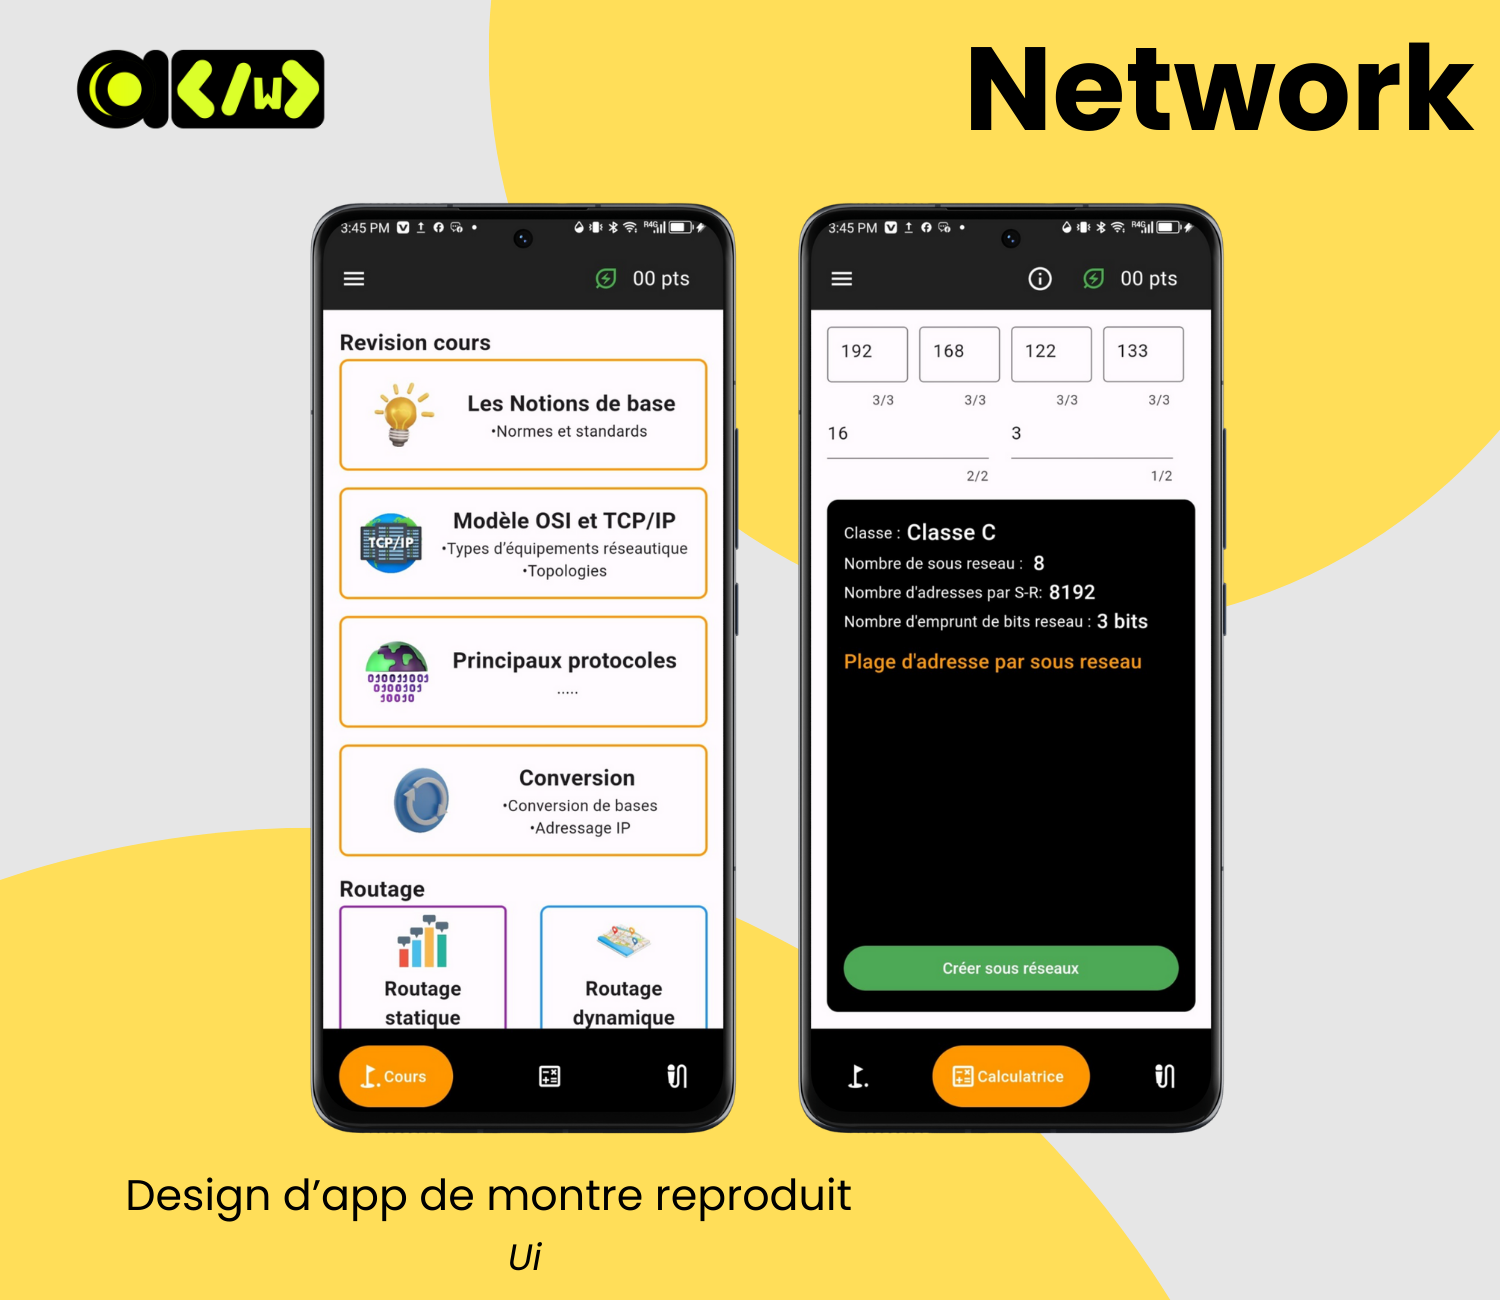 a</w>
Network
3:45 PM
R4G
00 pts
Revision cours
Les Notions de base
•Normes et standards
TCP/IP
Modèle OSI et TCP/IP
•Types d'équipements réseautique
•Topologies
010011001
0100101
10010
Principaux protocoles
.....
Conversion
•Conversion de bases
•Adressage IP
Routage
Routage
statique
Routage
dynamique
Cours
3:45 PM
R4G
00 pts
192 168 122 133
3/3 3/3 3/3 3/3
16 3
2/2 1/2
Classe : Classe C
Nombre de sous reseau : 8
Nombre d'adresses par S-R: 8192
Nombre d'emprunt de bits reseau : 3 bits
Plage d'adresse par sous reseau
Créer sous réseaux
Calculatrice
Design d'app de montre reproduit
Ui